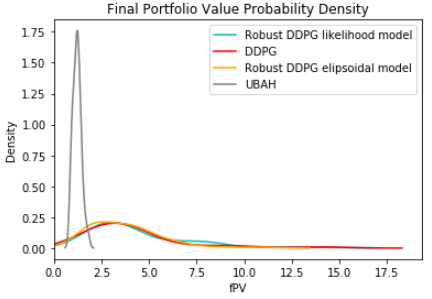 Final Portfolio Value Probability Density
Robust DDPG likelihood model
DDPG
Robust DDPG elipsoidal model
UBAH
1.75
1.50
1.25
1.00
0.75
0.50
0.25
0.00
Density
0.0 2.5 5.0 7.5 10.0 12.5 15.0 17.5
fPV